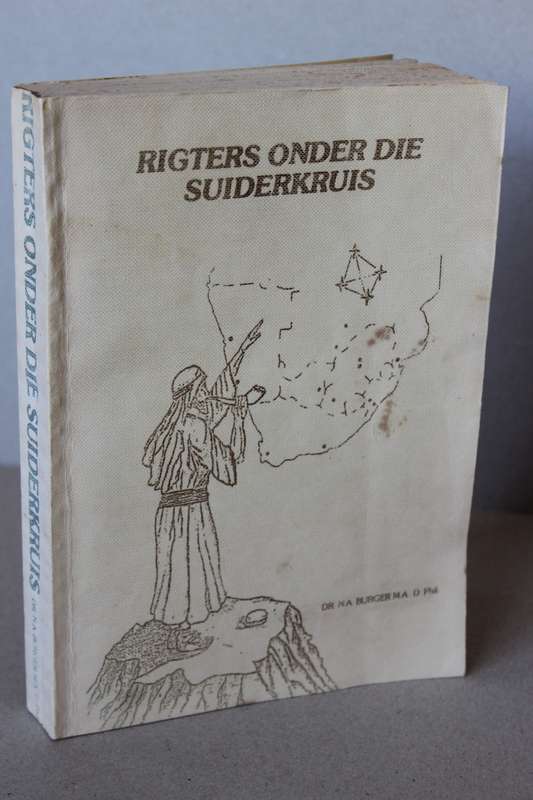 RIGTERS ONDER DIE
SUIDERKRUIS
DR N.A. BURGER M.A. D Phil
RIGTERS ONDER DIE SUIDERKRUIS